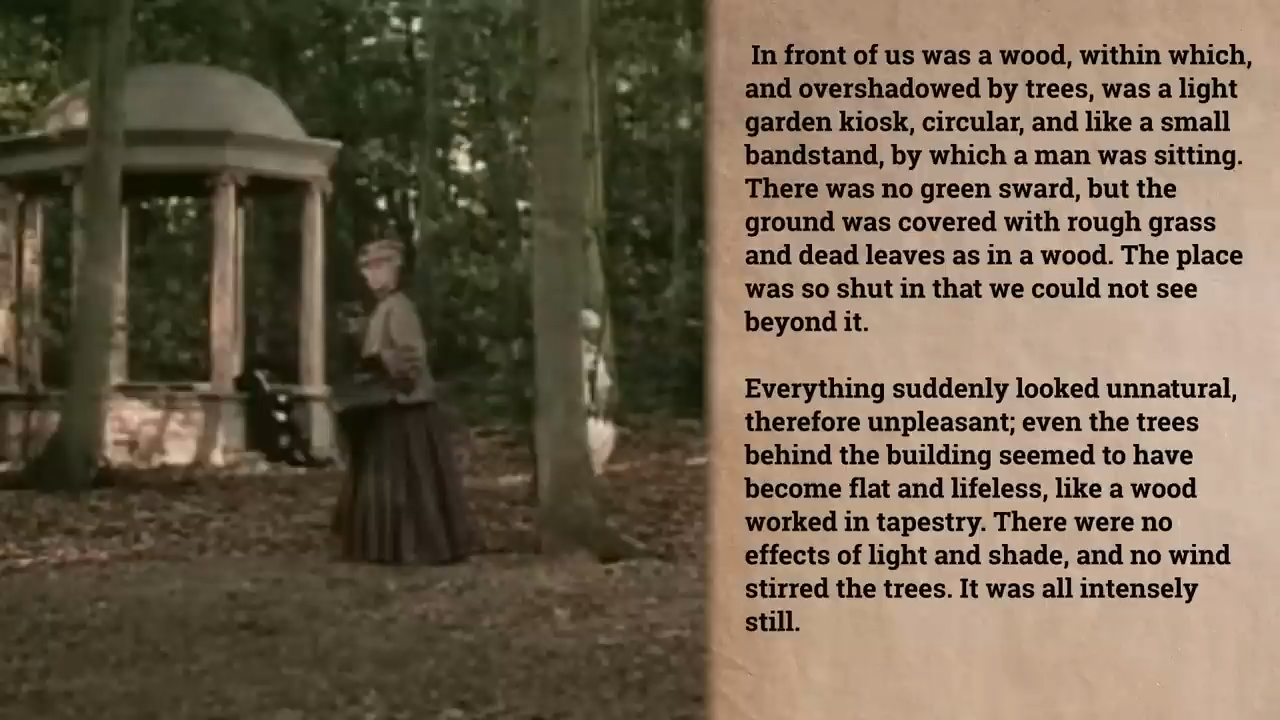 In front of us was a wood, within which,
and overshadowed by trees, was a light
garden kiosk, circular, and like a small
bandstand, by which a man was sitting.
There was no green sward, but the
ground was covered with rough grass
and dead leaves as in a wood. The place
was so shut in that we could not see
beyond it.
Everything suddenly looked unnatural,
therefore unpleasant; even the trees
behind the building seemed to have
become flat and lifeless, like a wood
worked in tapestry. There were no
effects of light and shade, and no wind
stirred the trees. It was all intensely
still.